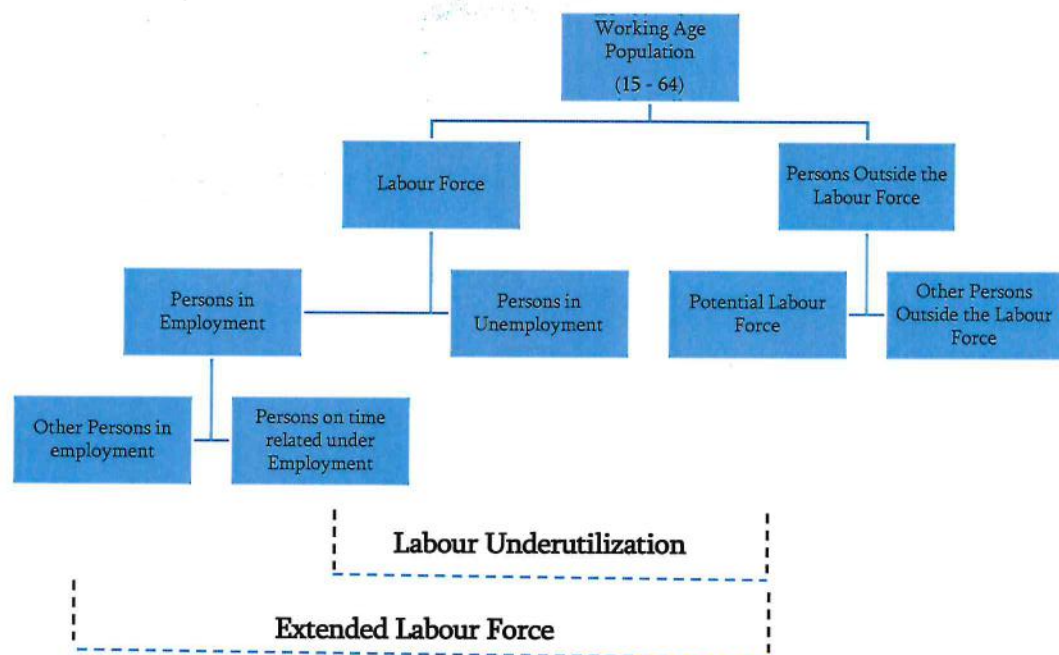 Working Age
Population
(15 - 64)
Labour Force
Persons Outside the
Labour Force
Persons in
Employment
Persons in
Unemployment
Potential Labour
Force
Other Persons
Outside the Labour
Force
Other Persons in
employment
Persons on time
related under
Employment
Labour Underutilization
Extended Labour Force